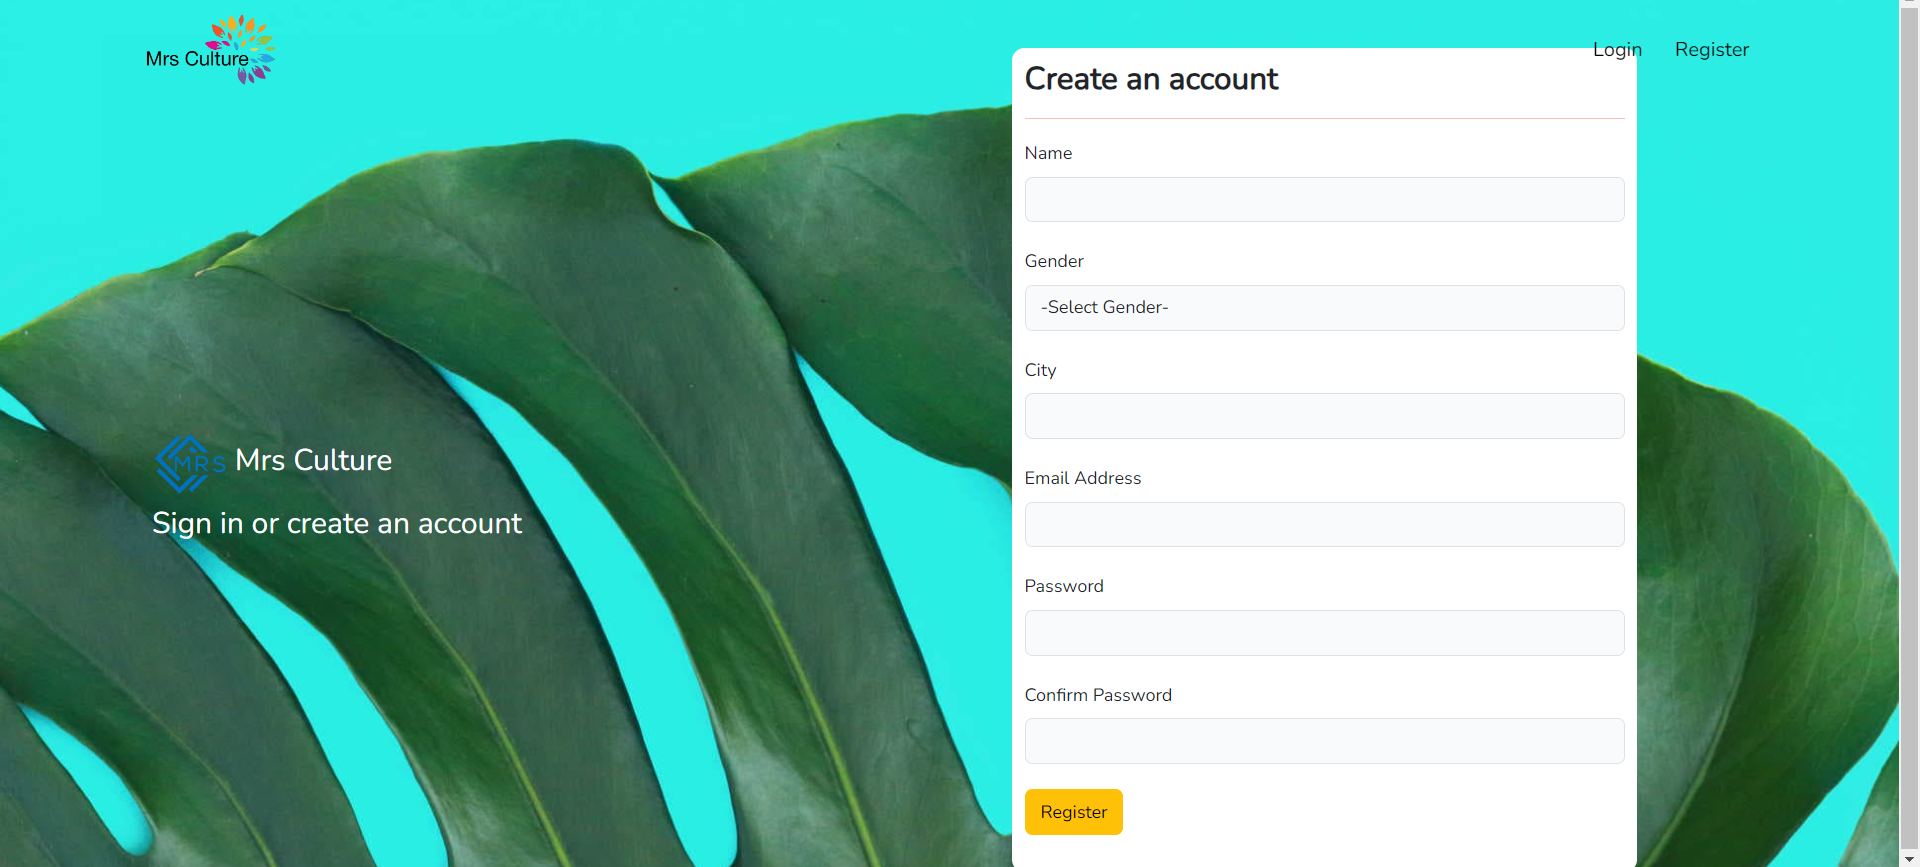 Mrs Culture
Login Register
Create an account
Name
Gender
-Select Gender-
City
MRS Mrs Culture
Sign in or create an account
Email Address
Password
Confirm Password
Register